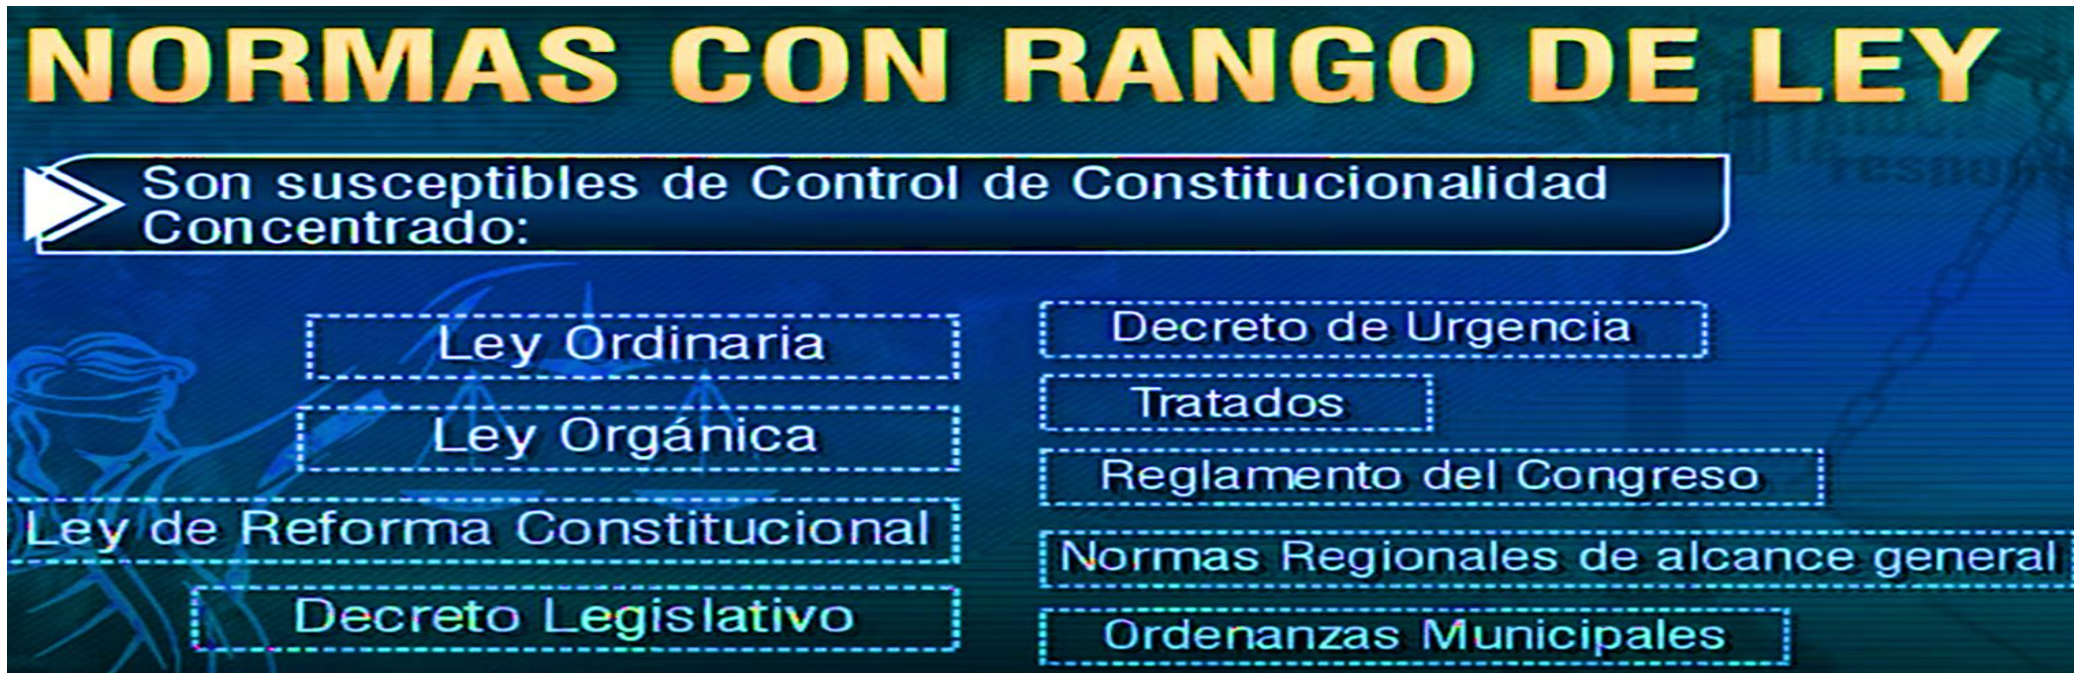 NORMAS CON RANGO DE LEY
Son susceptibles de Control de Constitucionalidad
Concentrado:
Ley Ordinaria
Ley Orgánica
Ley de Reforma Constitucional
Decreto Legislativo
Decreto de Urgencia
Tratados
Reglamento del Congreso
Normas Regionales de alcance general
Ordenanzas Municipales